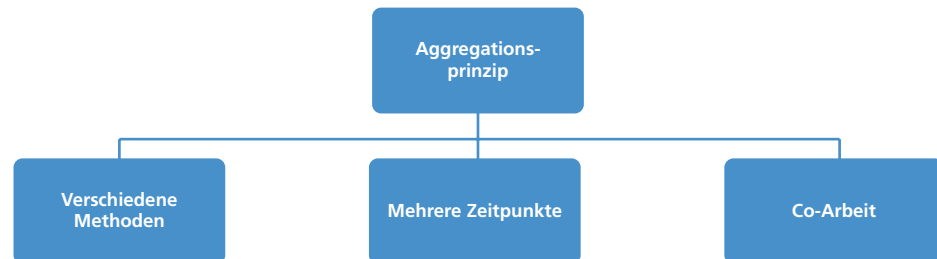 Aggregations-
prinzip
Verschiedene
Methoden
Mehrere Zeitpunkte
Co-Arbeit